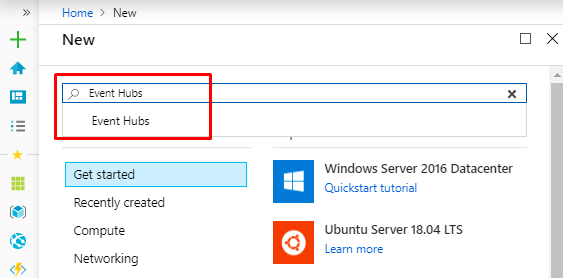 Home > New
New
Event Hubs
Event Hubs
Get started
Recently created
Compute
Networking
Windows Server 2016 Datacenter
Quickstart tutorial
Ubuntu Server 18.04 LTS
Learn more